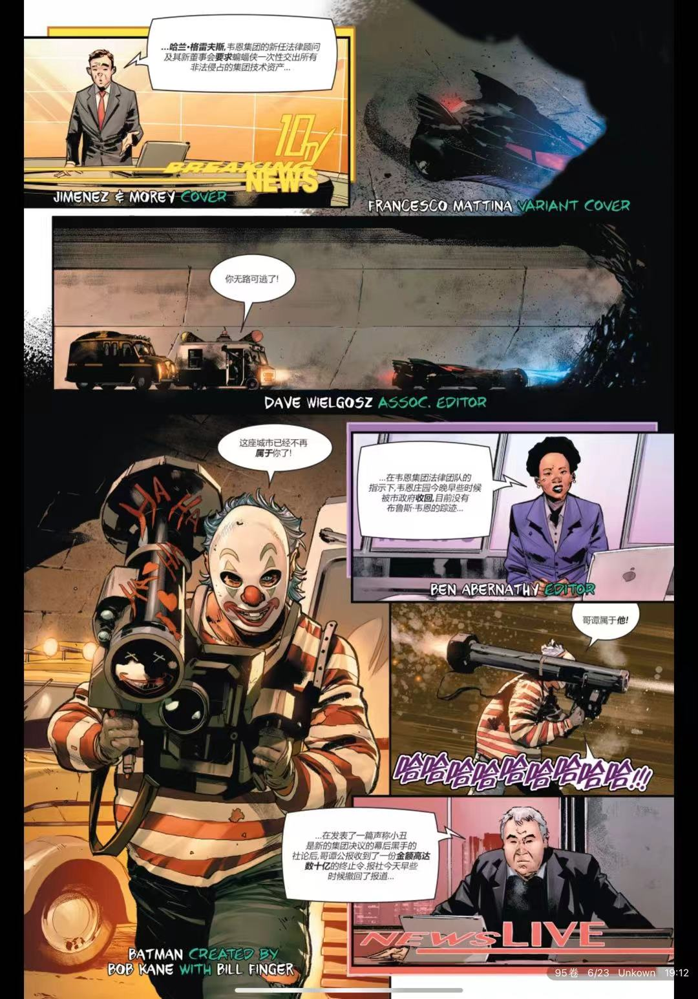 ...哈兰•格雷夫斯,韦恩集团的新任法律顾问
及其新董事会要求蝙蝠侠一次性交出所有
非法侵占的集团技术资产...
10TV
BREAKING
NEWS
JIMENEZ & MOREY COVER
FRANCESCO MATTINA VARIANT COVER
你无路可逃了!
DAVE WIELGOSZ ASSOC. EDITOR
这座城市已经不再
属于你了!
HA HA
HA HA
...在韦恩集团法律团队的
指示下,韦恩庄园今晚早些时候
被市政府收回,目前没有
布鲁斯·韦恩的踪迹...
BEN ABERNATHY EDITOR
哥谭属于他!
哈哈哈哈哈哈哈哈哈!!!
...在发表了一篇声称小丑
是新的集团决议的幕后黑手的
社论后,哥谭公报收到了一份金额高达
数十亿的终止令.报社今天早些
时候撤回了报道...
NEWSLIVE
BATMAN CREATED BY
BOB KANE WITH BILL FINGER
95卷 6/23 Unkown 19:12